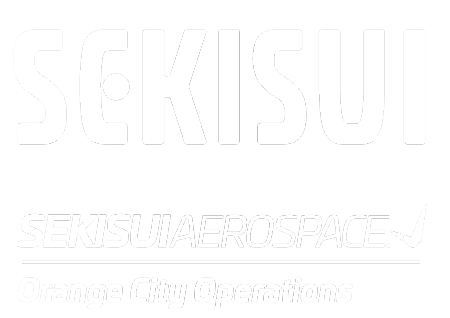 SEKISUI
SEKISUI AEROSPACE
Orange City Operations